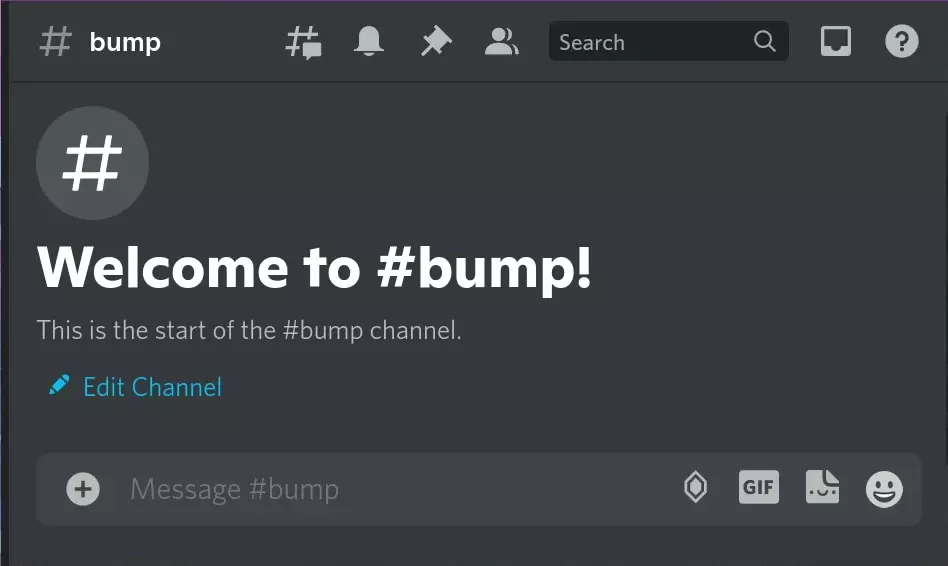 # bump
Search
#
Welcome to #bump!
This is the start of the #bump channel.
Edit Channel
Message #bump
GIF